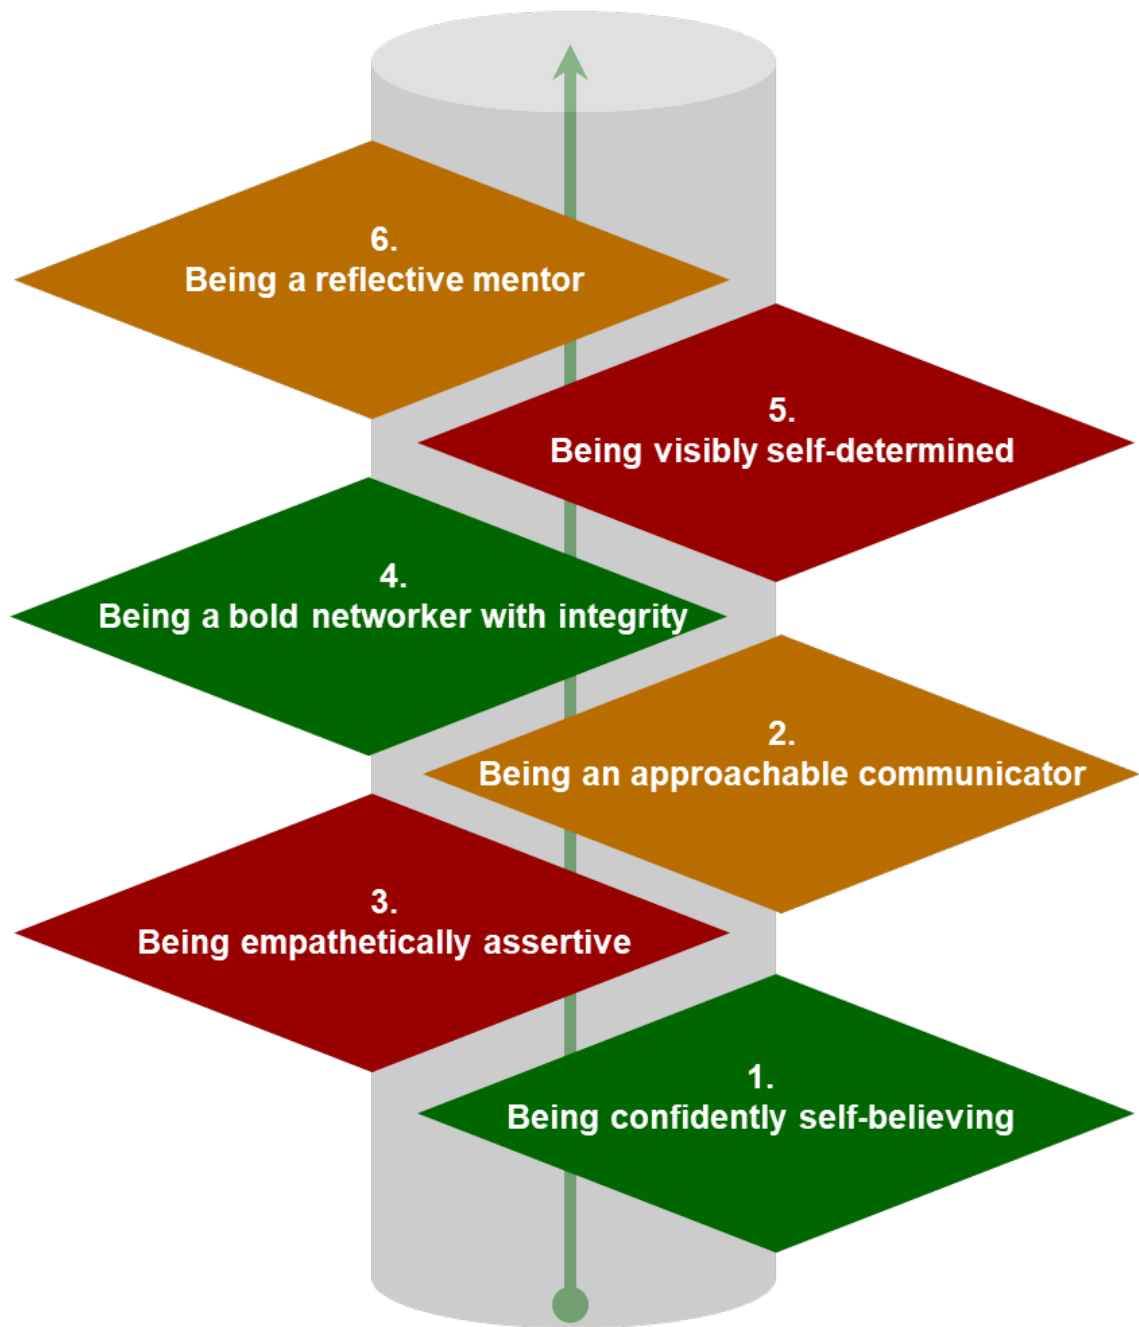 6.
Being a reflective mentor
5.
Being visibly self-determined
4.
Being a bold networker with integrity
2.
Being an approachable communicator
3.
Being empathetically assertive
1.
Being confidently self-believing